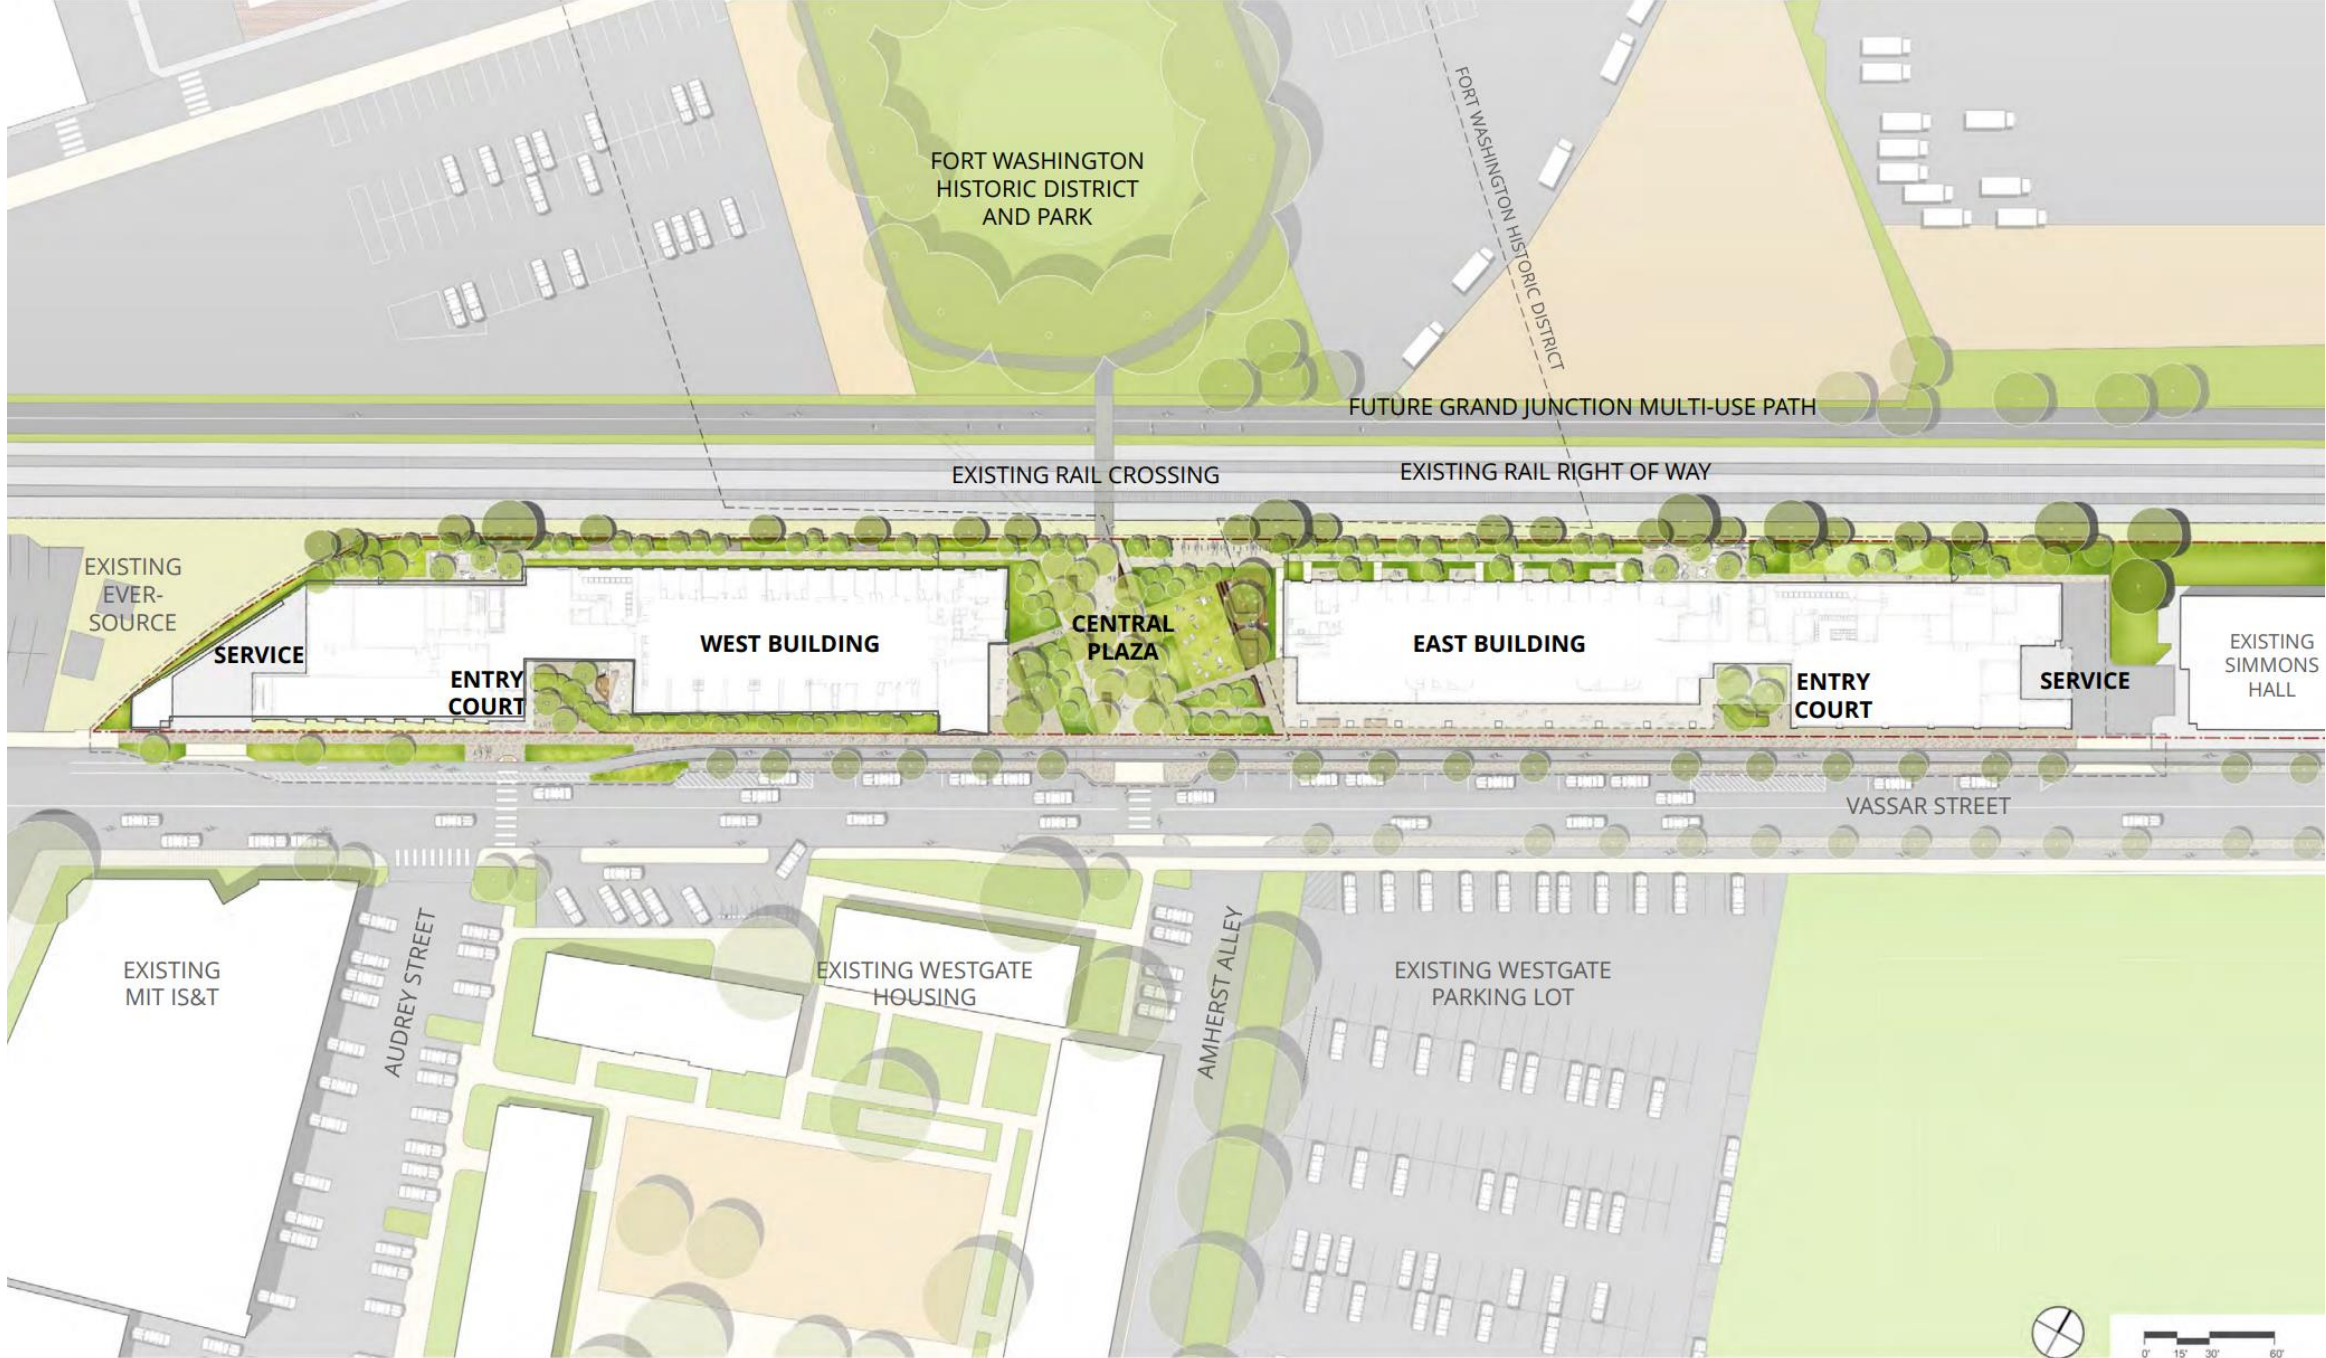 FORT WASHINGTON
HISTORIC DISTRICT
AND PARK
FORT WASHINGTON HISTORIC DISTRICT
FUTURE GRAND JUNCTION MULTI-USE PATH
EXISTING RAIL CROSSING
EXISTING RAIL RIGHT OF WAY
EXISTING
EVER-
SOURCE
SERVICE
ENTRY
COURT
WEST BUILDING
CENTRAL
PLAZA
EAST BUILDING
ENTRY
COURT
SERVICE
EXISTING
SIMMONS
HALL
VASSAR STREET
EXISTING
MIT IS&T
AUDREY STREET
EXISTING WESTGATE
HOUSING
AMHERST ALLEY
EXISTING WESTGATE
PARKING LOT
0' 15' 30' 60'